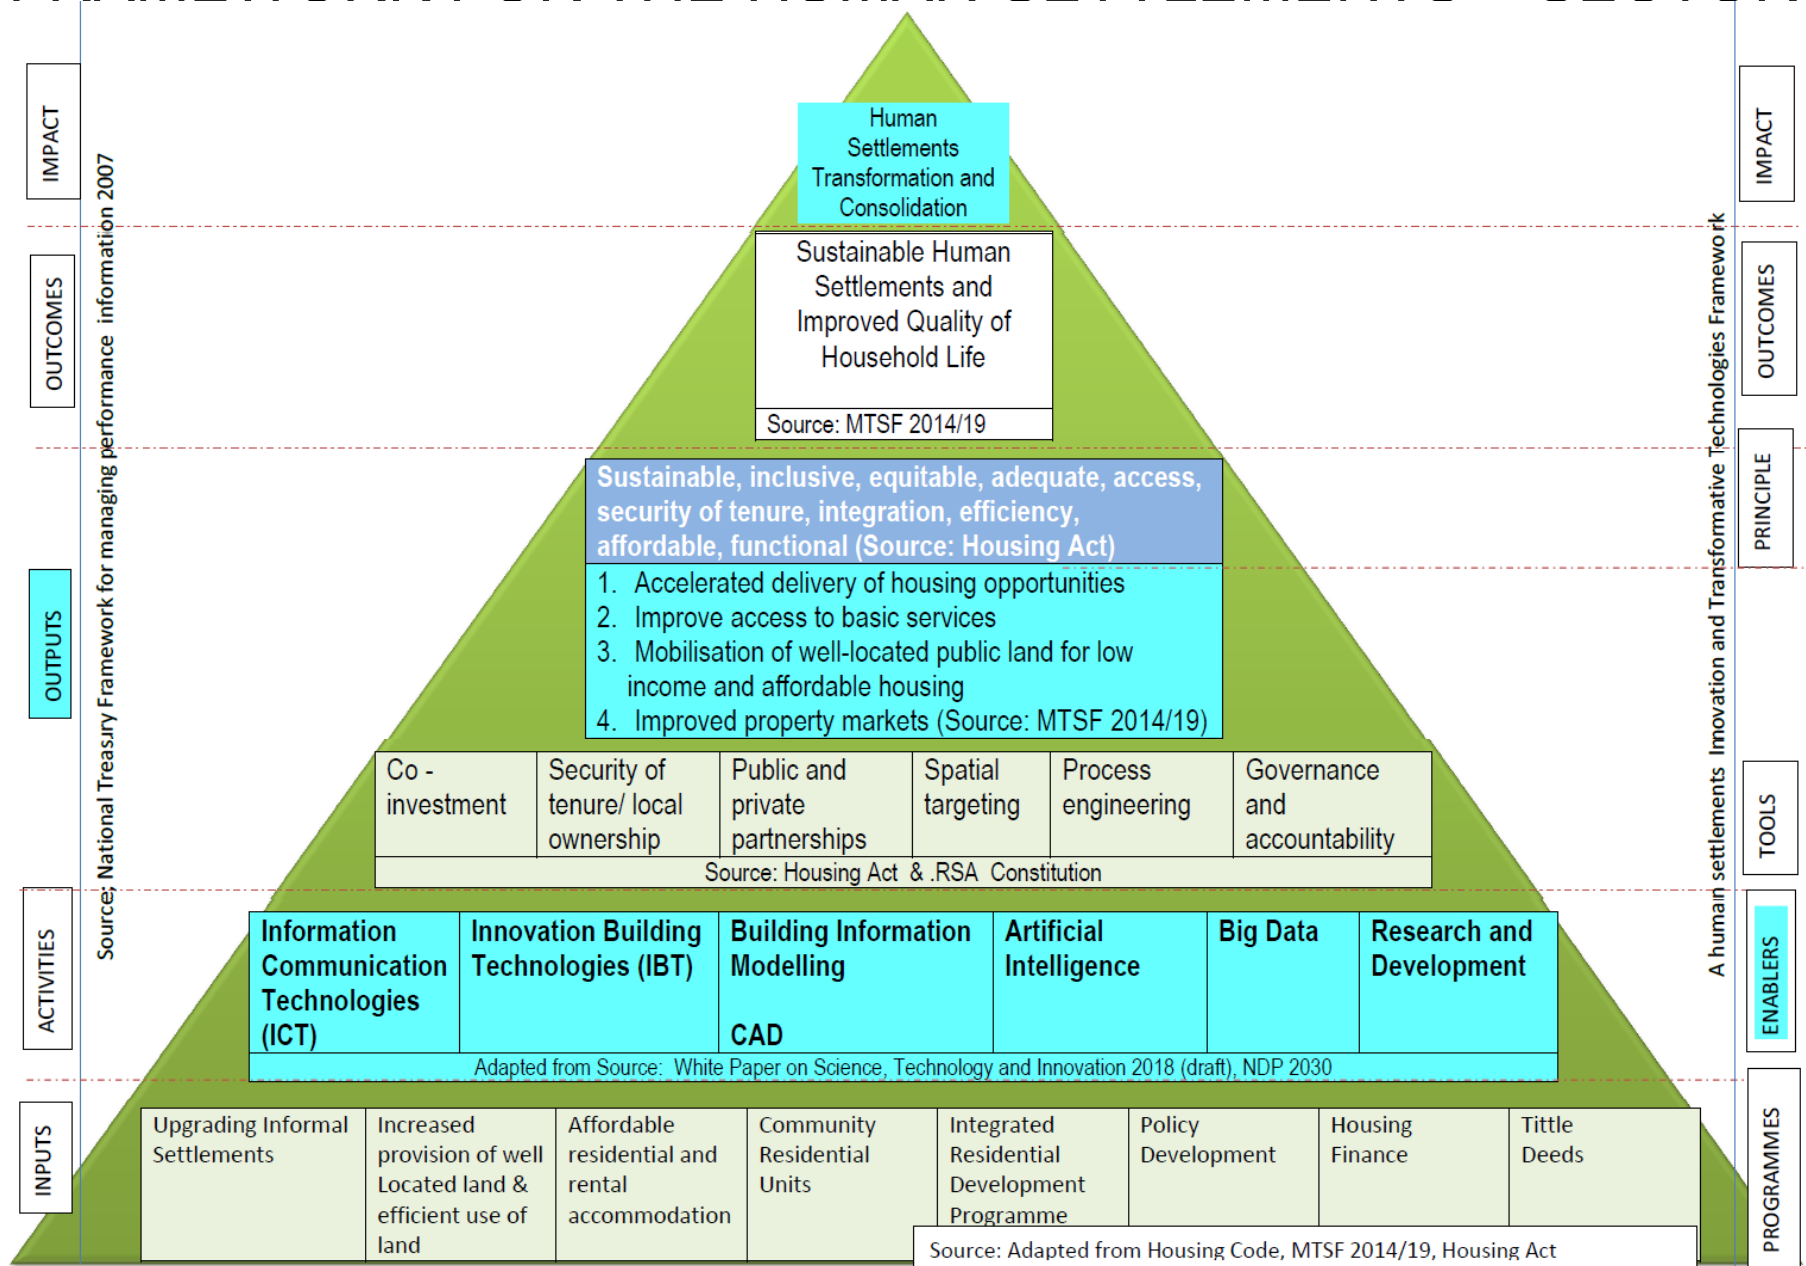 IMPACT
OUTCOMES
OUTPUTS
ACTIVITIES
INPUTS
Source; National Treasury Framework for managing performance information 2007
Human
Settlements
Transformation and
Consolidation
Sustainable Human
Settlements and
Improved Quality of
Household Life
Source: MTSF 2014/19
Sustainable, inclusive, equitable, adequate, access,
security of tenure, integration, efficiency,
affordable, functional (Source: Housing Act)
1. Accelerated delivery of housing opportunities
2. Improve access to basic services
3. Mobilisation of well-located public land for low
income and affordable housing
4. Improved property markets (Source: MTSF 2014/19)
Co -
investment
Security of
tenure/ local
ownership
Public and
private
partnerships
Spatial
targeting
Process
engineering
Governance
and
accountability
Source: Housing Act & .RSA Constitution
Information
Communication
Technologies
(ICT)
Innovation Building
Technologies (IBT)
Building Information
Modelling
CAD
Artificial
Intelligence
Big Data
Research and
Development
Adapted from Source: White Paper on Science, Technology and Innovation 2018 (draft), NDP 2030
Upgrading Informal
Settlements
Increased
provision of well
Located land &
efficient use of
land
Affordable
residential and
rental
accommodation
Community
Residential
Units
Integrated
Residential
Development
Programme
Policy
Development
Housing
Finance
Tittle
Deeds
Source: Adapted from Housing Code, MTSF 2014/19, Housing Act
A human settlements Innovation and Transformative Technologies Framework
IMPACT
OUTCOMES
PRINCIPLE
TOOLS
ENABLERS
PROGRAMMES